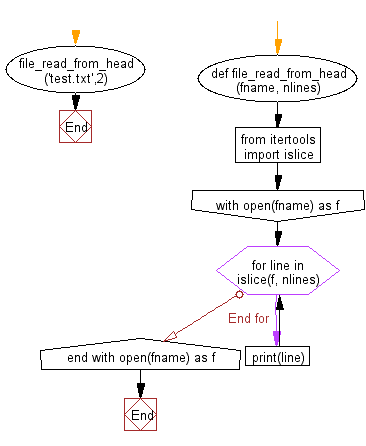 file_read_from_head
('test.txt',2)
End
def file_read_from_head
(fname, nlines)
from itertools
import islice
with open(fname) as f
for line in
islice(f, nlines)
End for
print(line)
end with open(fname) as f
End